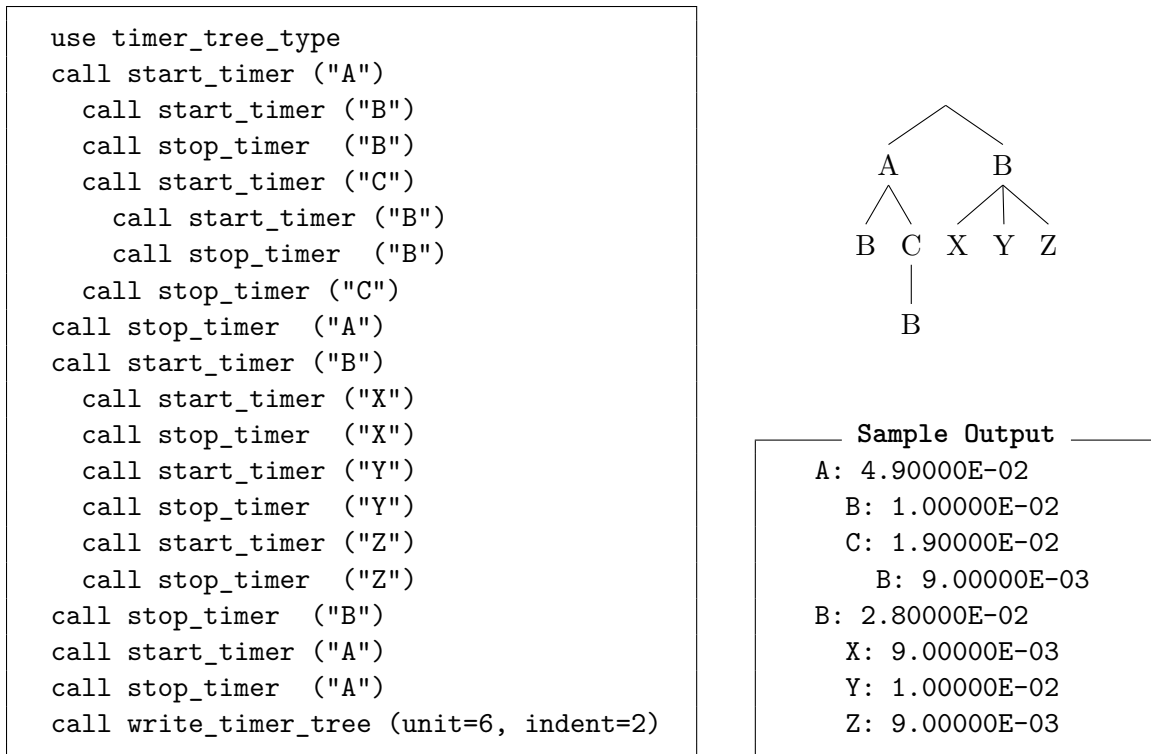 use timer_tree_type
call start_timer ("A")
  call start_timer ("B")
  call stop_timer  ("B")
  call start_timer ("C")
    call start_timer ("B")
    call stop_timer  ("B")
  call stop_timer ("C")
call stop_timer  ("A")
call start_timer ("B")
  call start_timer ("X")
  call stop_timer  ("X")
  call start_timer ("Y")
  call stop_timer  ("Y")
  call start_timer ("Z")
  call stop_timer  ("Z")
call stop_timer  ("B")
call start_timer ("A")
call stop_timer  ("A")
call write_timer_tree (unit=6, indent=2)
A B
B C X Y Z
B
Sample Output
A: 4.90000E-02
  B: 1.00000E-02
  C: 1.90000E-02
    B: 9.00000E-03
B: 2.80000E-02
  X: 9.00000E-03
  Y: 1.00000E-02
  Z: 9.00000E-03